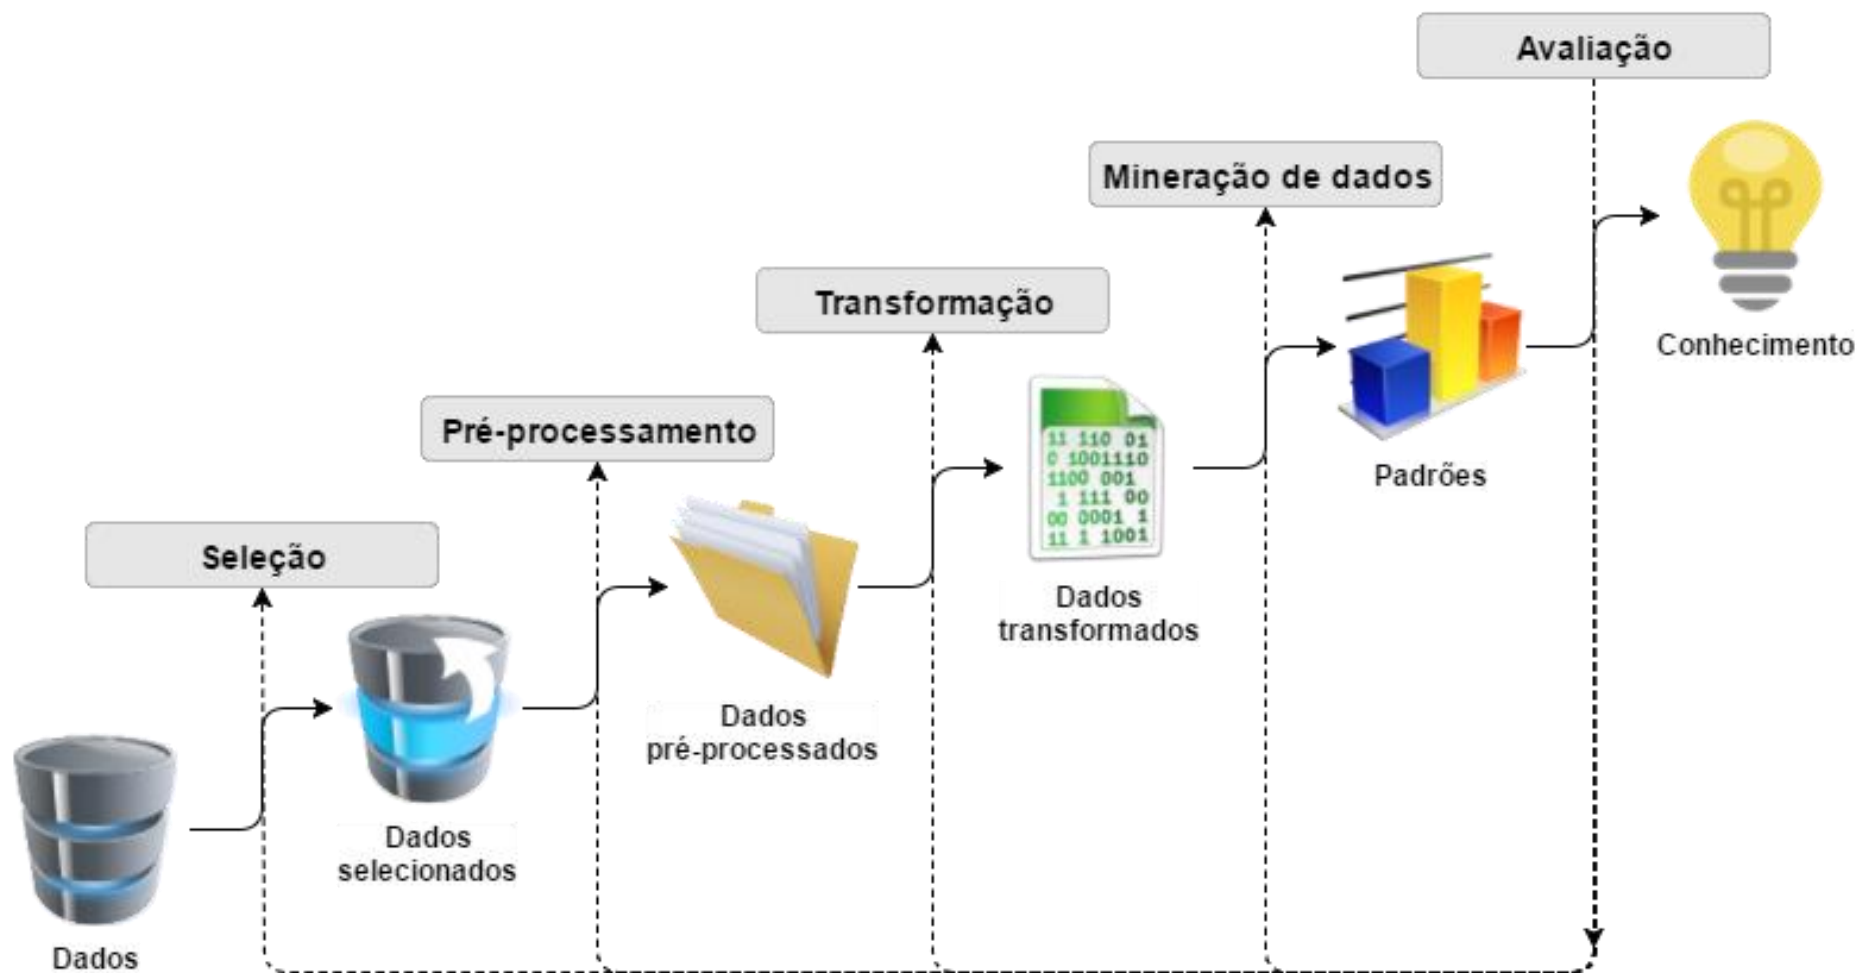 Avaliação
Mineração de dados
Conhecimento
Transformação
Padrões
Pré-processamento
11 110 01
0 1001110
1100 001
1 111 00
00 0001 1
11 1 1001
Dados
transformados
Seleção
Dados
pré-processados
Dados
selecionados
Dados